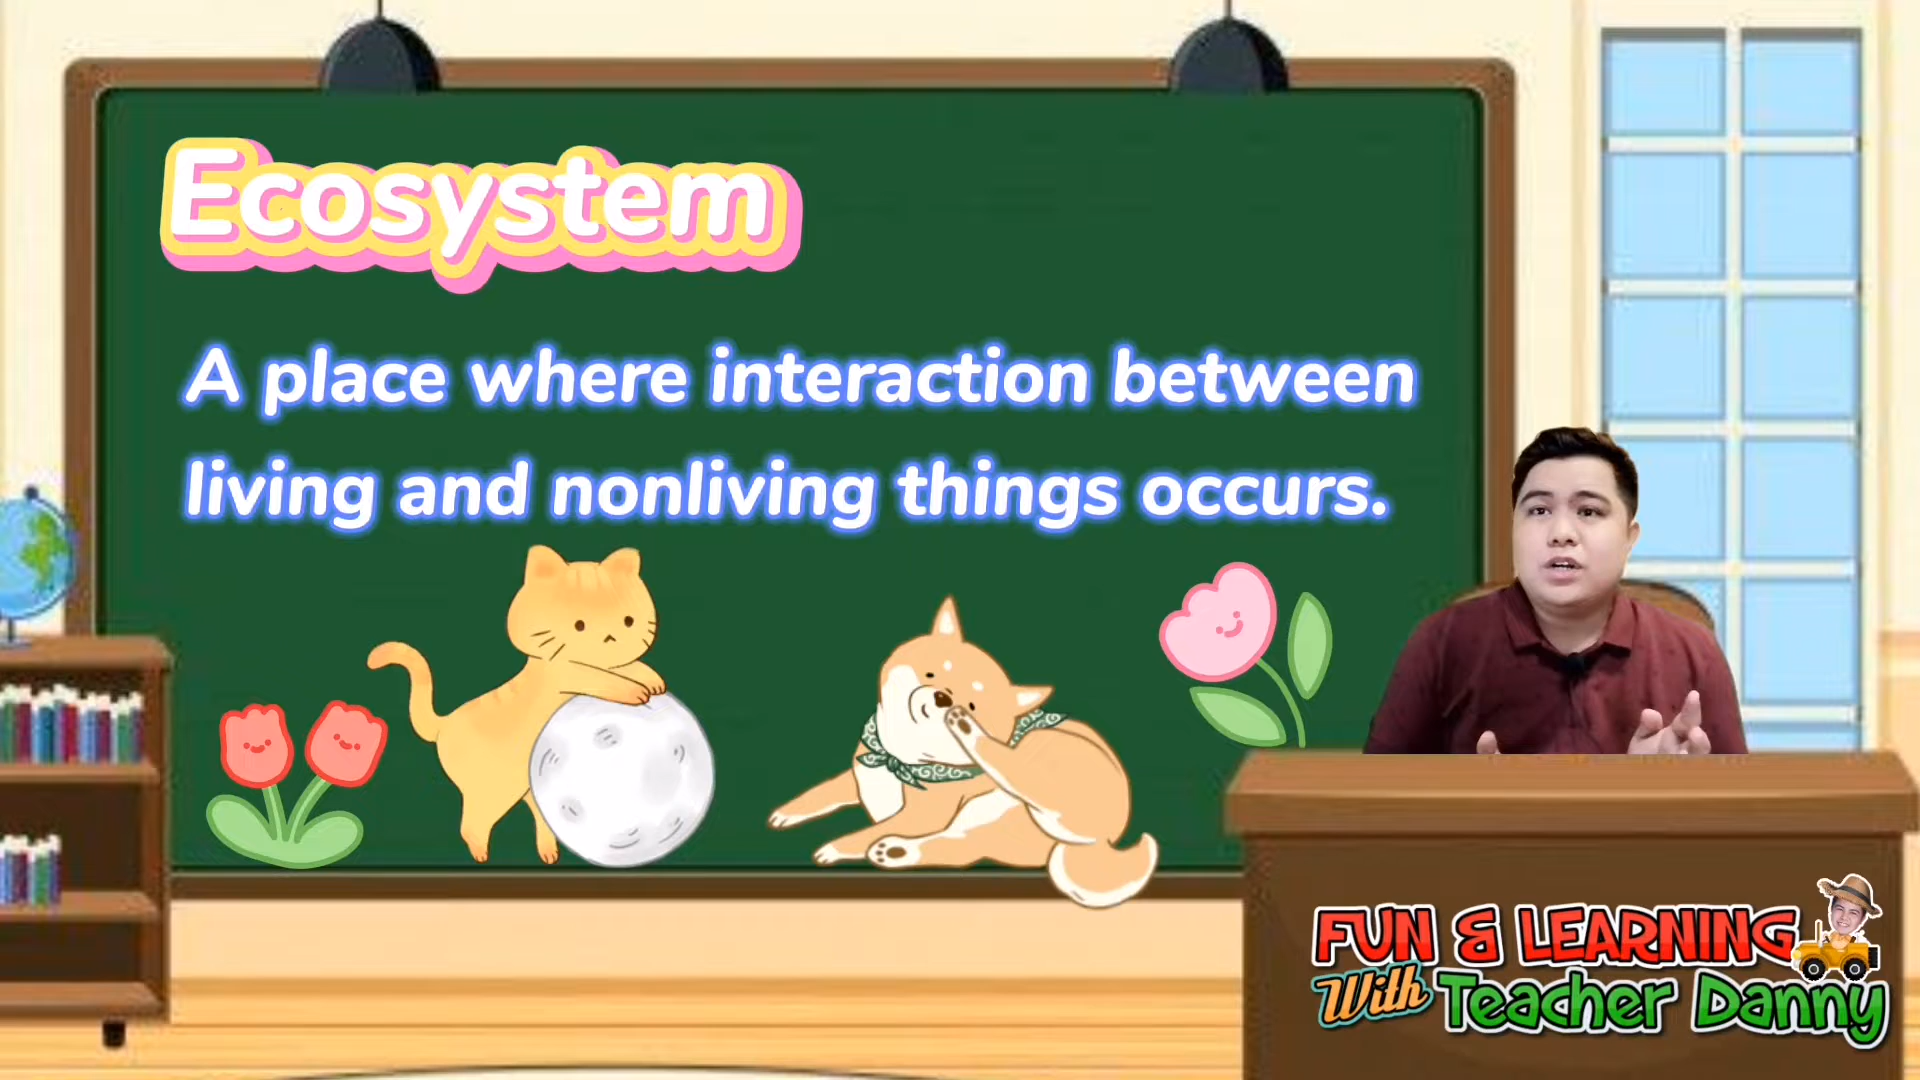 Ecosystem
A place where interaction between
living and nonliving things occurs.
FUN & LEARNING
With Teacher Danny